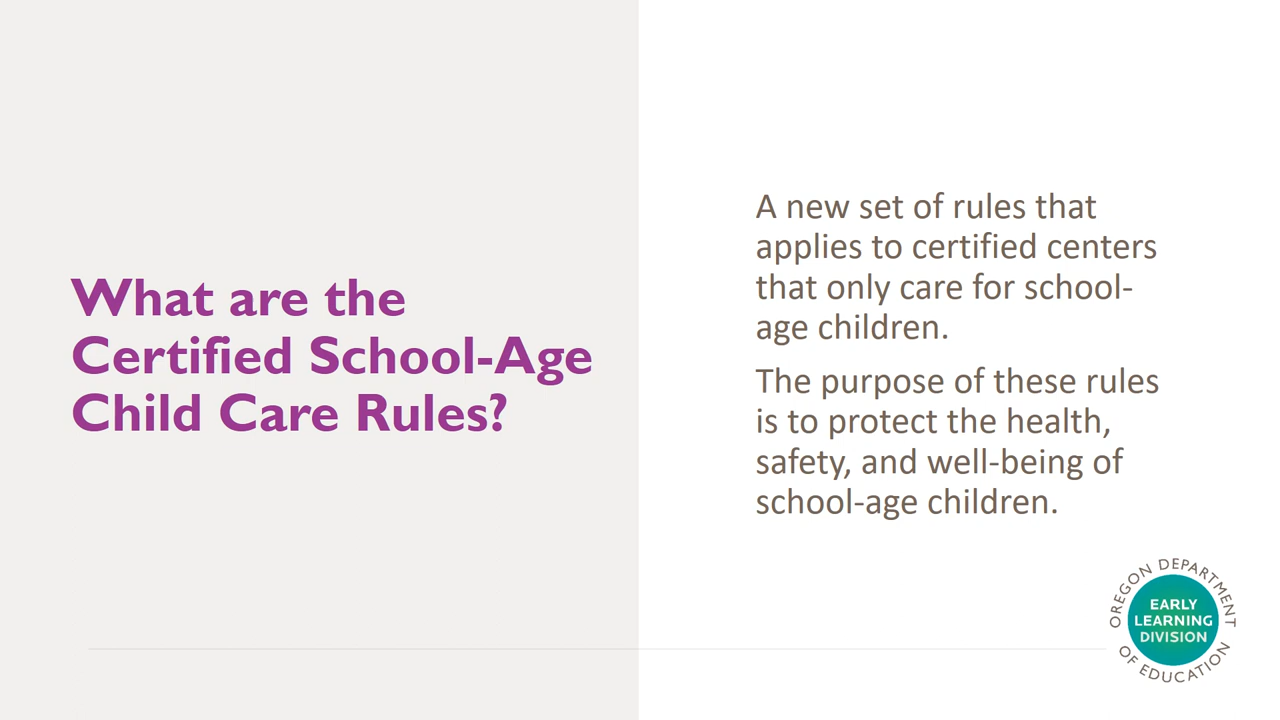 What are the
Certified School-Age
Child Care Rules?
A new set of rules that
applies to certified centers
that only care for school-
age children.
The purpose of these rules
is to protect the health,
safety, and well-being of
school-age children.
OREGON DEPARTMENT
OF EDUCATION
EARLY
LEARNING
DIVISION